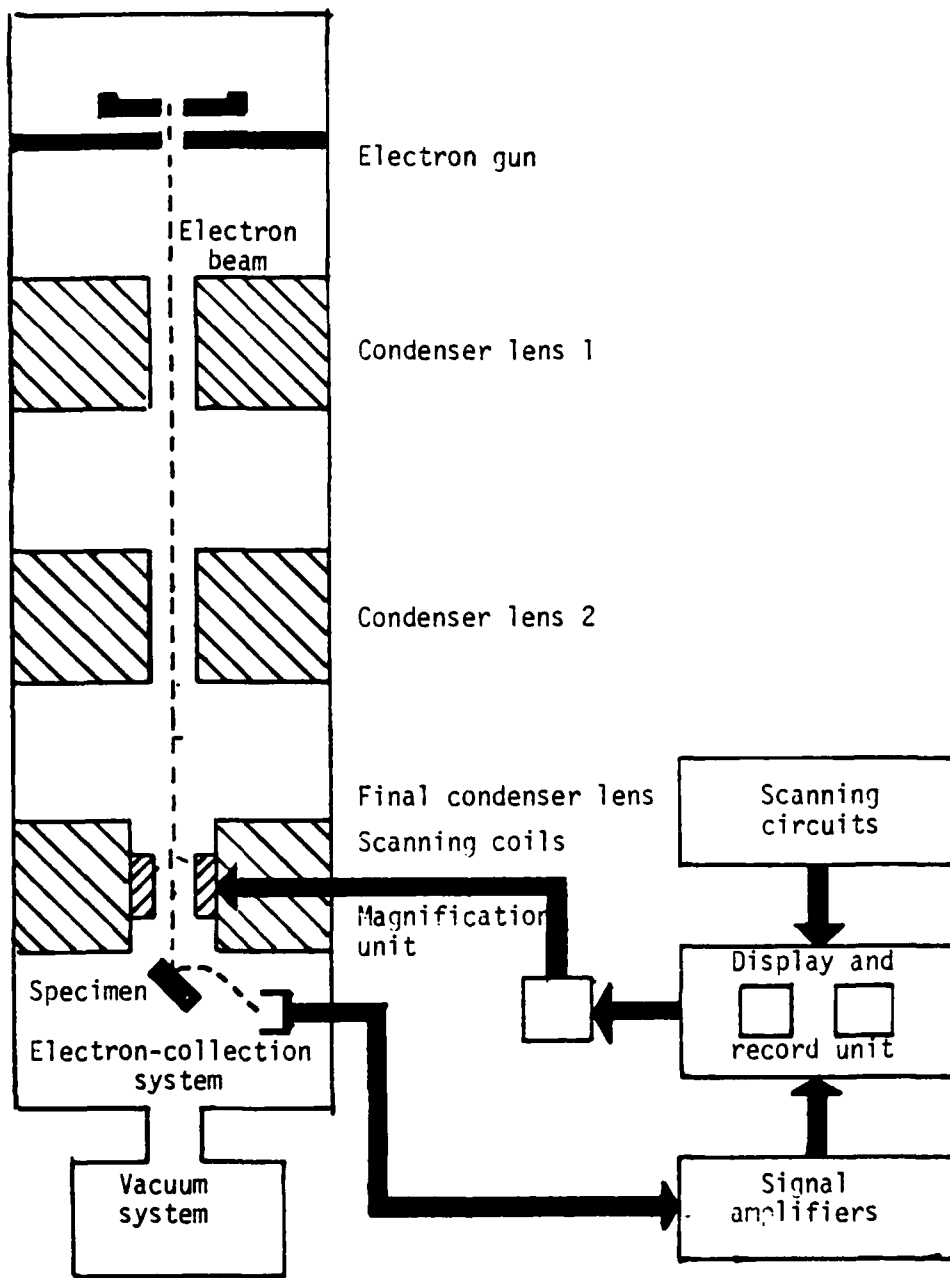 Electron gun
Electron
beam
Condenser lens 1
Condenser lens 2
Final condenser lens
Scanning coils
Magnification
unit
Scanning
circuits
Display and
record unit
Specimen
Electron-collection
system
Vacuum
system
Signal
amplifiers